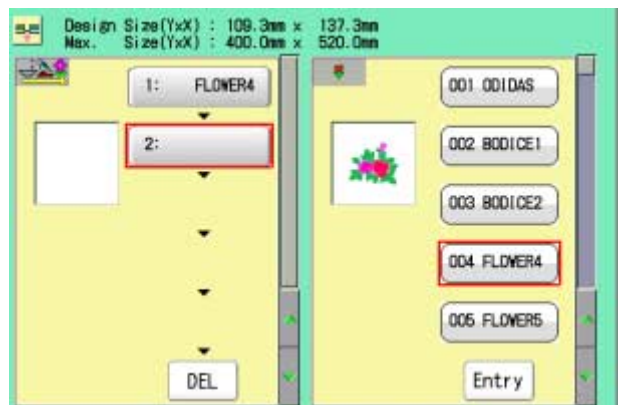 Design Size(YxX) : 109.3mm x 137.3mm
Max. Size(YxX) : 400.0mm x 520.0mm
1: FLOWER4
2:
DEL
001 ODIDAS
002 BODICE1
003 BODICE2
004 FLOWER4
005 FLOWER5
Entry